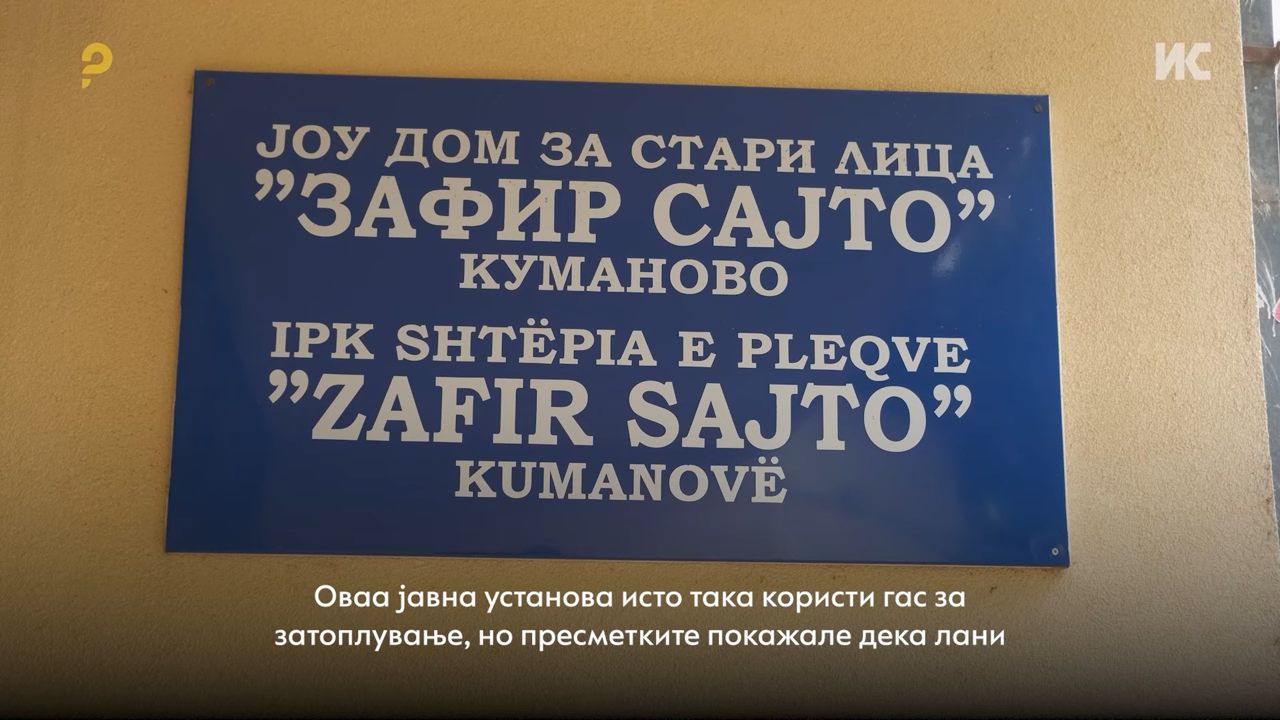 ИС
ЈОУ ДОМ ЗА СТАРИ ЛИЦА
”ЗАФИР САЈТО”
КУМАНОВО
IPK SHTËPIA E PLEQVE
”ZAFIR SAJTO”
KUMANOVË
Оваа јавна установа исто така користи гас за
затоплување, но пресметките покажале дека лани